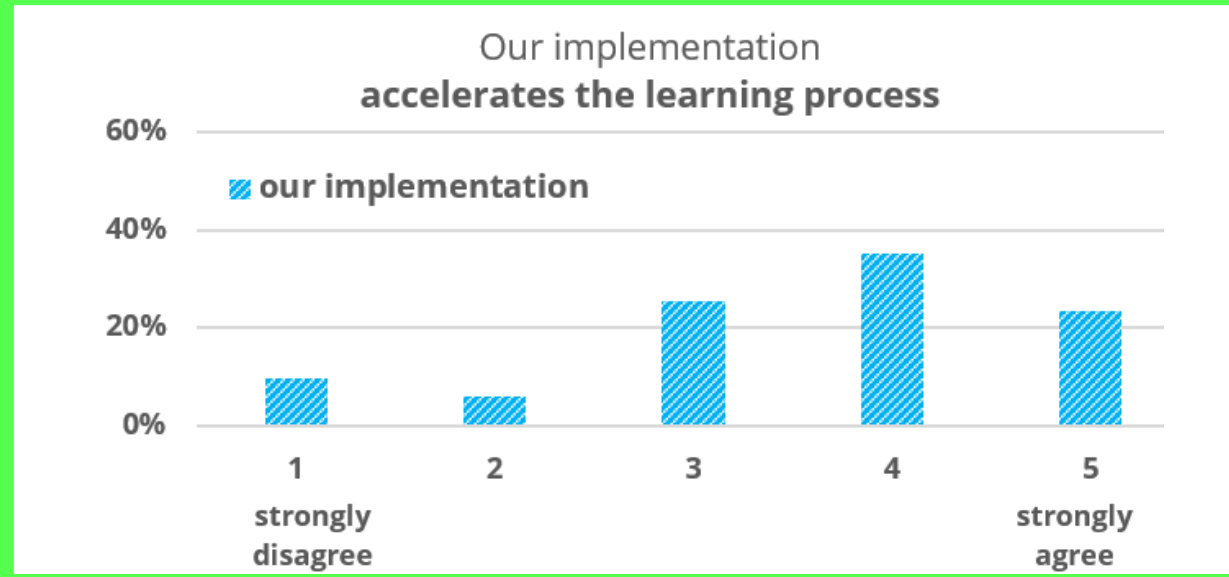 Our implementation
accelerates the learning process
60%
our implementation
40%
20%
0%
1 2 3 4 5
strongly disagree
strongly agree